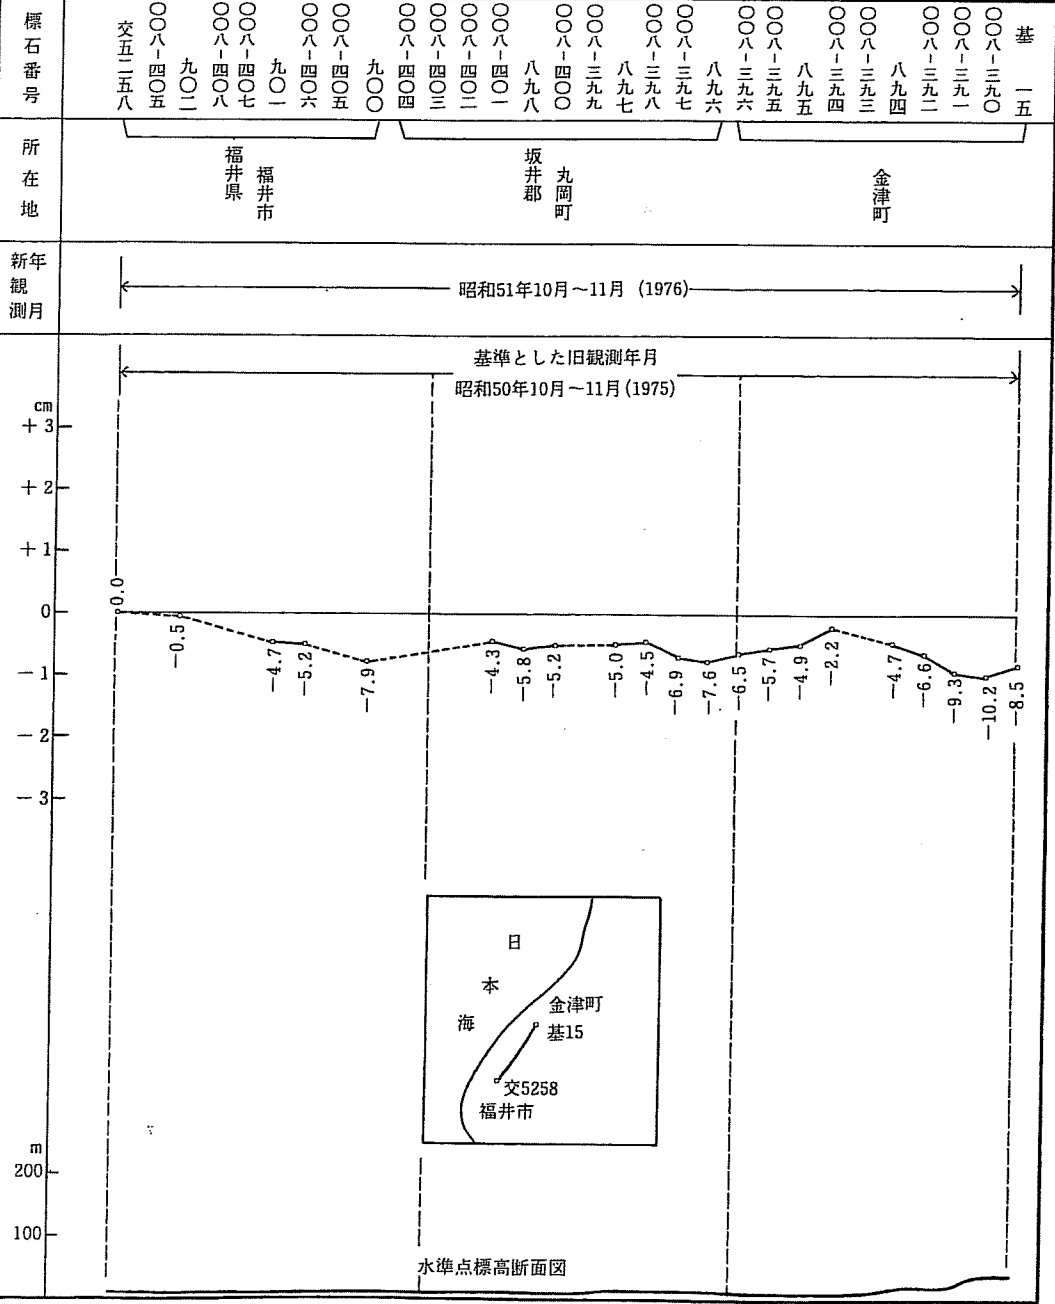 標石番号
交五二五八
〇〇八-四〇五
九〇二
〇〇八-四〇八
〇〇八-四〇七
九〇一
〇〇八-四〇六
〇〇八-四〇五
九〇〇
〇〇八-四〇四
〇〇八-四〇三
〇〇八-四〇二
〇〇八-四〇一
八九八
〇〇八-四〇〇
〇〇八-三九九
八九七
〇〇八-三九八
〇〇八-三九七
八九六
〇〇八-三九六
〇〇八-三九五
八九五
〇〇八-三九四
〇〇八-三九三
八九四
〇〇八-三九二
〇〇八-三九一
〇〇八-三九〇
基 一五
所在地
福井県
福井市
坂井郡
丸岡町
金津町
新観測
年月
昭和51年10月～11月 (1976)
基準とした旧観測年月
昭和50年10月～11月(1975)
cm
+3
+2
+1
0
-1
-2
-3
0.0
-0.5
-4.7
-5.2
-7.9
-4.3
-5.8
-5.2
-5.0
-4.5
-6.9
-7.6
-6.5
-5.7
-4.9
-2.2
-4.7
-6.6
-9.3
-10.2
-8.5
日本海
金津町
基15
交5258
福井市
m
200
100
水準点標高断面図